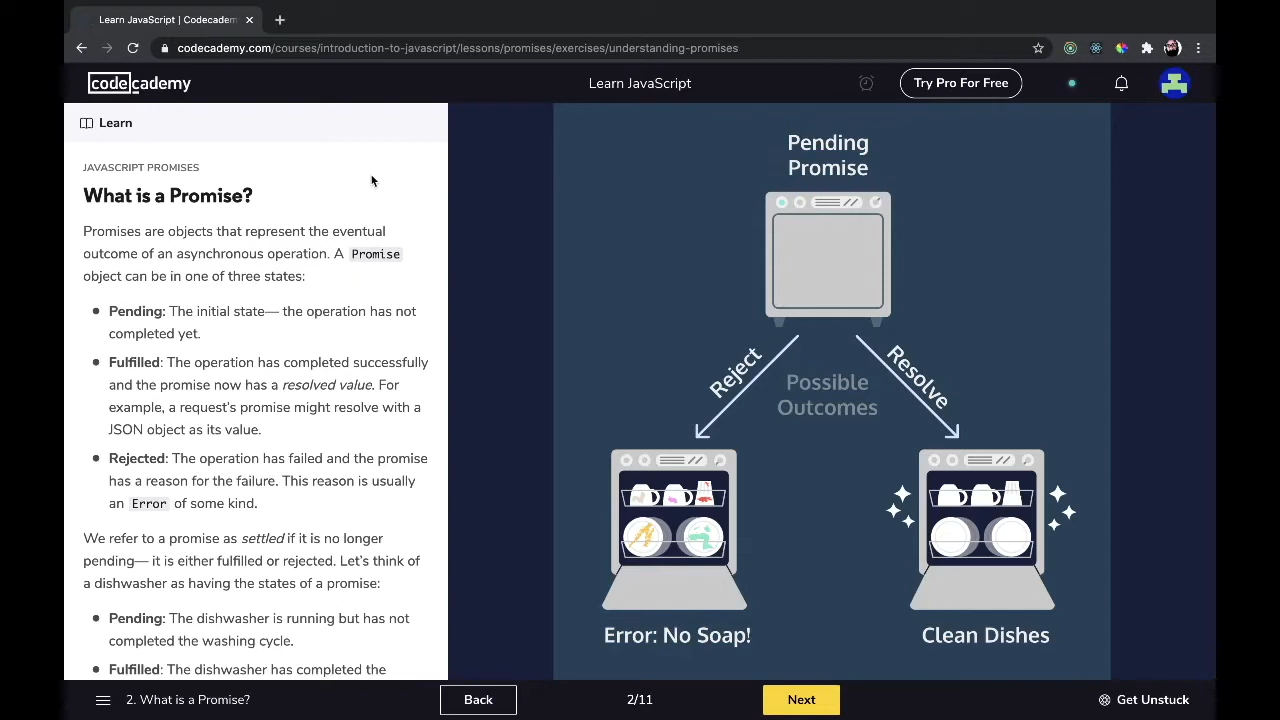 Learn JavaScript | Codecadem
codecademy.com/courses/introduction-to-javascript/lessons/promises/exercises/understanding-promises
codecademy
Learn JavaScript
Try Pro For Free
Learn
JAVASCRIPT PROMISES
What is a Promise?
Promises are objects that represent the eventual
outcome of an asynchronous operation. A Promise
object can be in one of three states:
Pending: The initial state— the operation has not
completed yet.
Fulfilled: The operation has completed successfully
and the promise now has a resolved value. For
example, a request's promise might resolve with a
JSON object as its value.
Rejected: The operation has failed and the promise
has a reason for the failure. This reason is usually
an Error of some kind.
We refer to a promise as settled if it is no longer
pending— it is either fulfilled or rejected. Let's think of
a dishwasher as having the states of a promise:
Pending: The dishwasher is running but has not
completed the washing cycle.
Fulfilled: The dishwasher has completed the
Pending
Promise
Reject
Resolve
Possible
Outcomes
Error: No Soap!
Clean Dishes
2. What is a Promise?
Back
2/11
Next
Get Unstuck